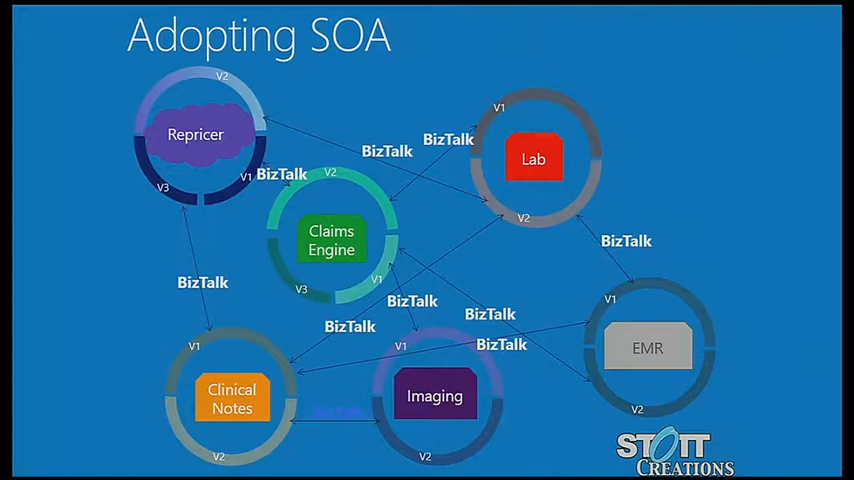 Adopting SOA
V2
Repricer
V3
V1
BizTalk
V2
Claims
Engine
V3
V1
BizTalk
BizTalk
V1
Lab
V2
BizTalk
BizTalk
BizTalk
BizTalk
BizTalk
BizTalk
V1
EMR
V2
V1
Clinical
Notes
V2
BizTalk
V1
Imaging
V2
STOTT
CREATIONS